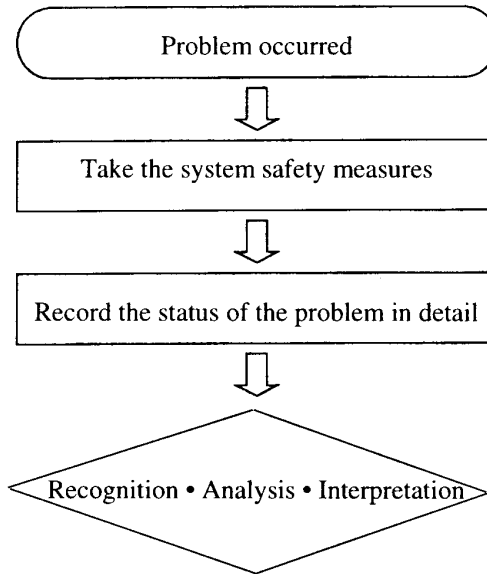 Problem occurred
Take the system safety measures
Record the status of the problem in detail
Recognition • Analysis • Interpretation